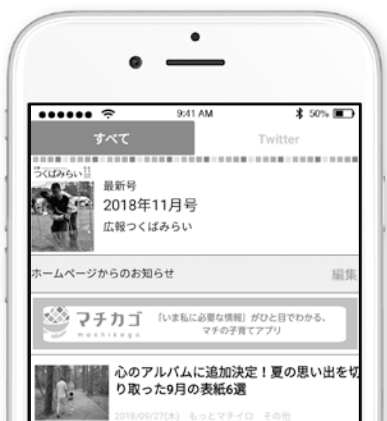 9:41 AM
50%
すべて
Twitter
つくばみらい 11
最新号
2018年11月号
広報つくばみらい
ホームページからのお知らせ
編集
マチカゴ
machikago
「いま私に必要な情報」がひと目でわかる、
マチの子育てアプリ
心のアルバムに追加決定！夏の思い出を切
り取った9月の表紙6選
2018/09/27(木) もっとマチイロ その他